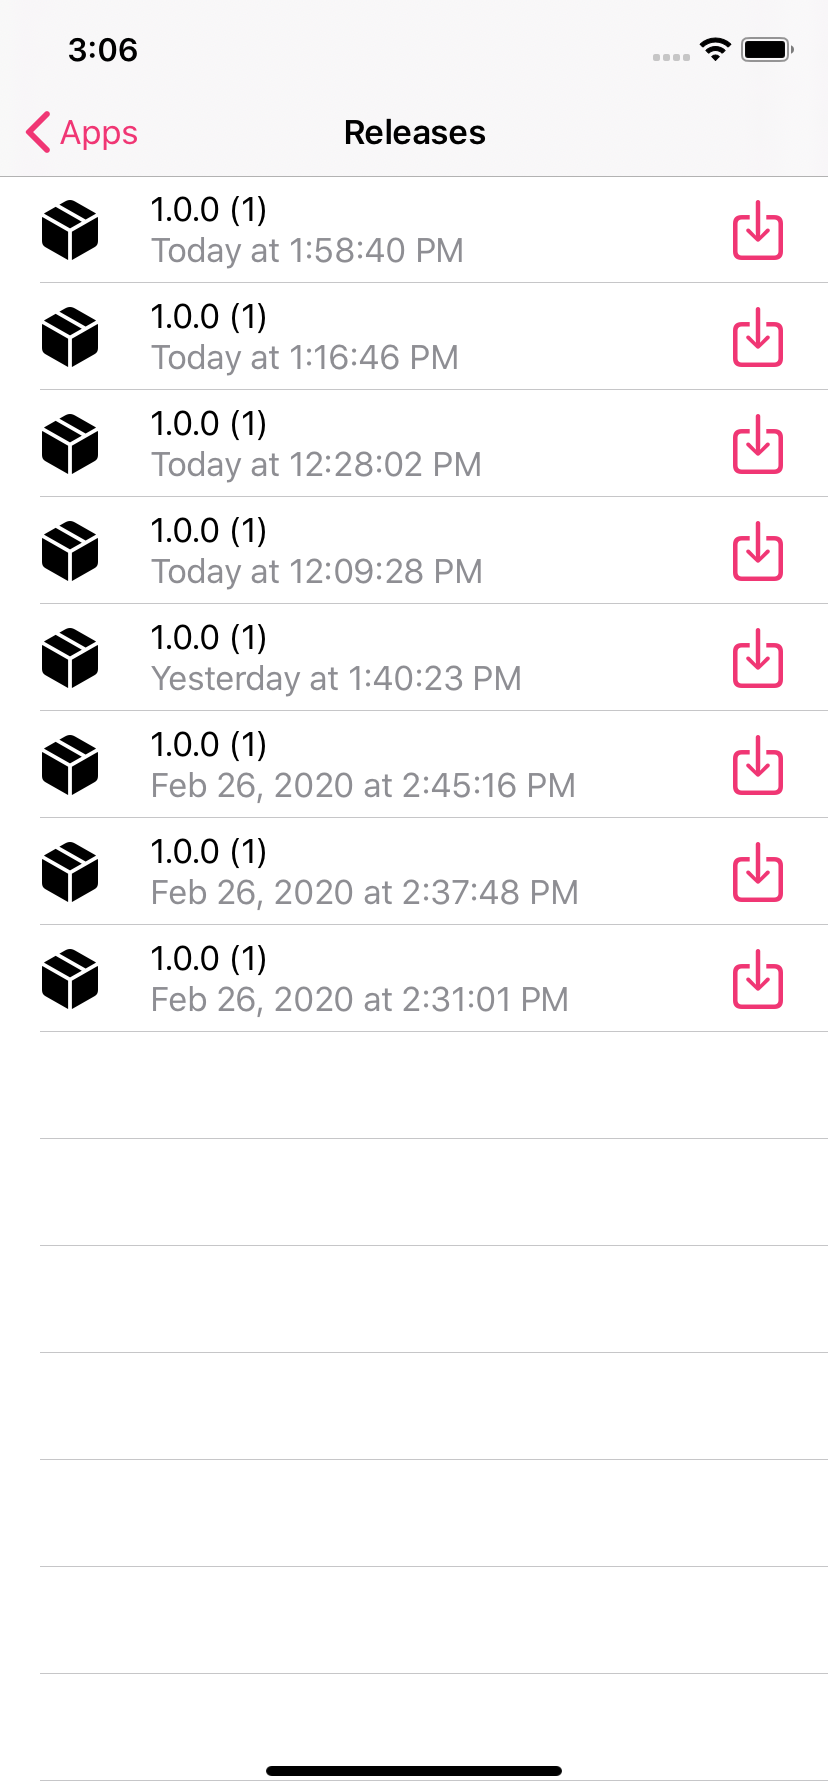 3:06
Apps
Releases
1.0.0 (1)
Today at 1:58:40 PM
1.0.0 (1)
Today at 1:16:46 PM
1.0.0 (1)
Today at 12:28:02 PM
1.0.0 (1)
Today at 12:09:28 PM
1.0.0 (1)
Yesterday at 1:40:23 PM
1.0.0 (1)
Feb 26, 2020 at 2:45:16 PM
1.0.0 (1)
Feb 26, 2020 at 2:37:48 PM
1.0.0 (1)
Feb 26, 2020 at 2:31:01 PM